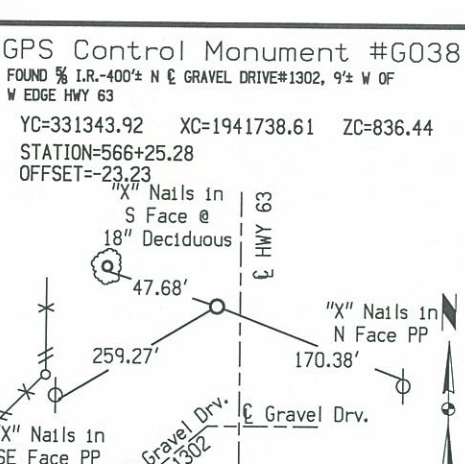 GPS Control Monument #G038
FOUND ⅝ I.R.-400'± N ℄ GRAVEL DRIVE#1302, 9'± W OF
W EDGE HWY 63
YC=331343.92 XC=1941738.61 ZC=836.44
STATION=566+25.28
OFFSET=-23.23
"X" Nails in
S Face @
18" Deciduous
℄ HWY 63
47.68'
"X" Nails in
N Face PP
N
259.27'
170.38'
℄ Gravel Drv.
Gravel Drv.
1302
X" Nails in
SE Face PP